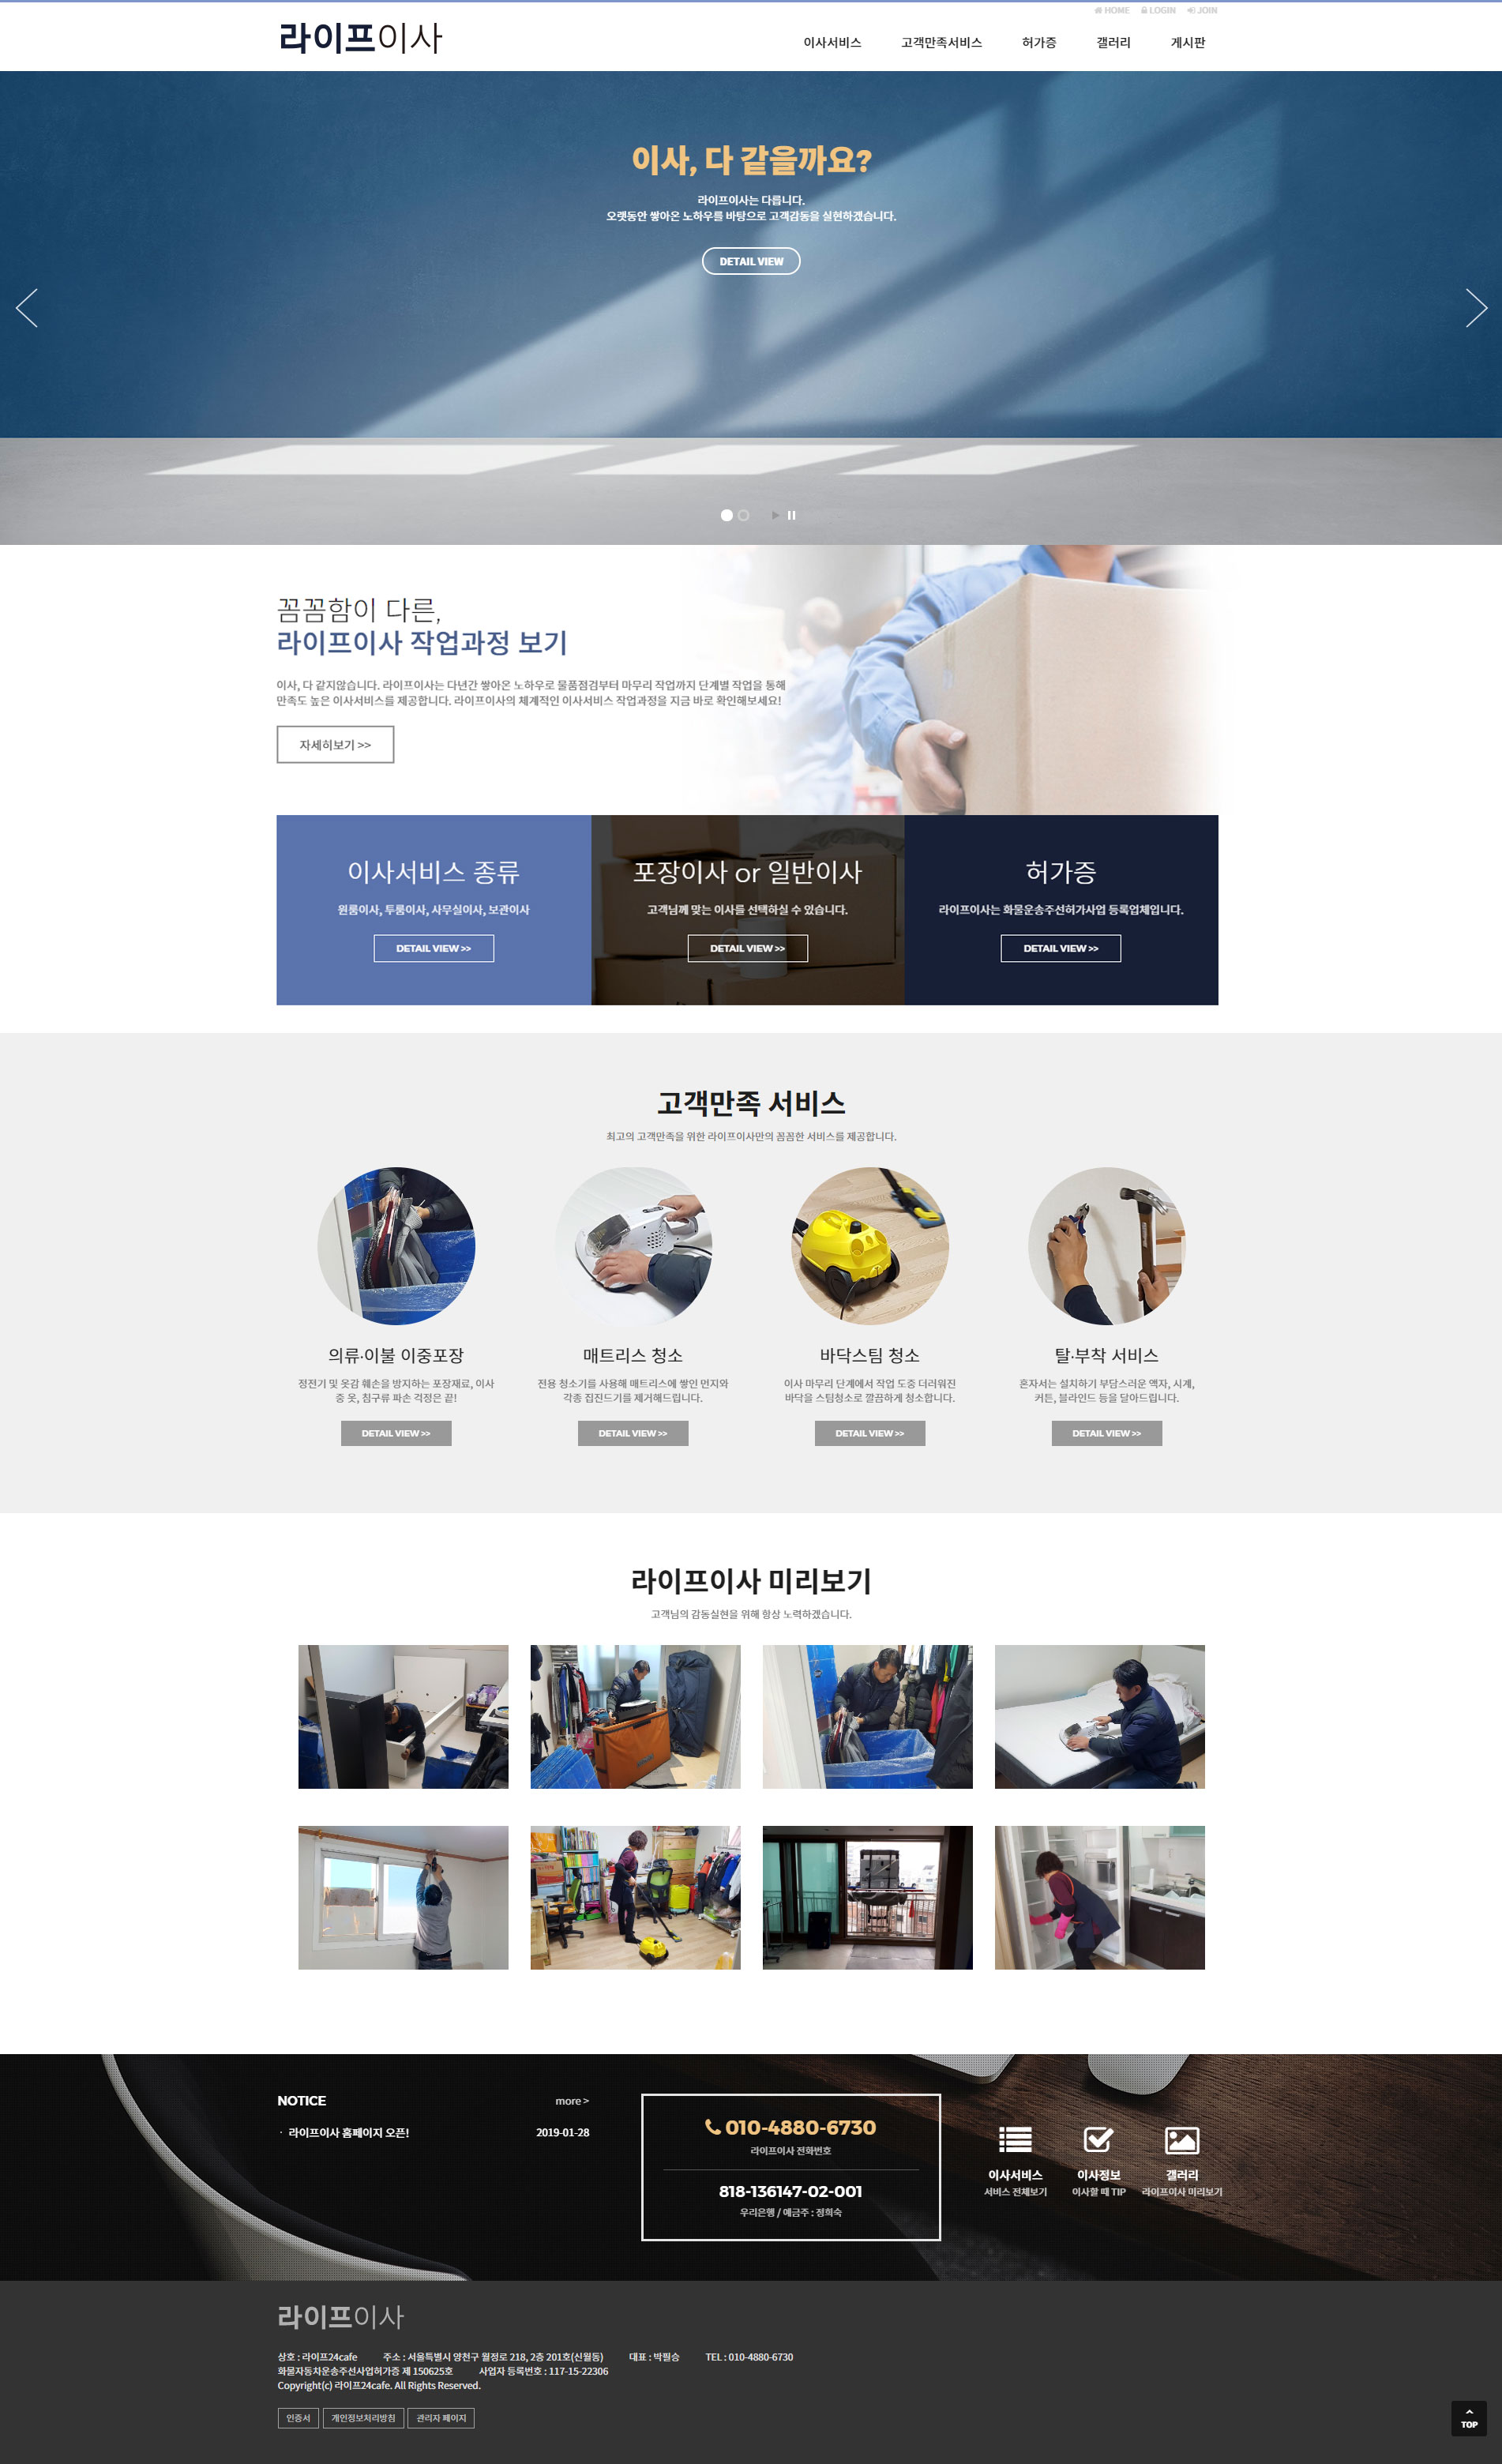 HOME LOGIN JOIN
라이프이사
이사서비스 고객만족서비스 허가증 갤러리 게시판
이사, 다 같을까요?
라이프이사는 다릅니다.
오랫동안 쌓아온 노하우를 바탕으로 고객감동을 실현하겠습니다.
DETAIL VIEW
꼼꼼함이 다른,
라이프이사 작업과정 보기
이사, 다 같지않습니다. 라이프이사는 다년간 쌓아온 노하우로 물품점검부터 마무리 작업까지 단계별 작업을 통해
만족도 높은 이사서비스를 제공합니다. 라이프이사의 체계적인 이사서비스 작업과정을 지금 바로 확인해보세요!
자세히보기 >>
이사서비스 종류
원룸이사, 투룸이사, 사무실이사, 보관이사
DETAIL VIEW >>
포장이사 or 일반이사
고객님께 맞는 이사를 선택하실 수 있습니다.
DETAIL VIEW >>
허가증
라이프이사는 화물운송주선허가사업 등록업체입니다.
DETAIL VIEW >>
고객만족 서비스
최고의 고객만족을 위한 라이프이사만의 꼼꼼한 서비스를 제공합니다.
의류·이불 이중포장
정전기 및 옷감 훼손을 방지하는 포장재료, 이사
중 옷, 침구류 파손 걱정은 끝!
DETAIL VIEW >>
매트리스 청소
전용 청소기를 사용해 매트리스에 쌓인 먼지와
각종 집진드기를 제거해드립니다.
DETAIL VIEW >>
바닥스팀 청소
이사 마무리 단계에서 작업 도중 더러워진
바닥을 스팀청소로 깔끔하게 청소합니다.
DETAIL VIEW >>
탈·부착 서비스
혼자서는 설치하기 부담스러운 액자, 시계,
커튼, 블라인드 등을 달아드립니다.
DETAIL VIEW >>
라이프이사 미리보기
고객님의 감동실현을 위해 항상 노력하겠습니다.
NOTICE more >
· 라이프이사 홈페이지 오픈! 2019-01-28
010-4880-6730
라이프이사 전화번호
818-136147-02-001
우리은행 / 예금주 : 정희숙
이사서비스
서비스 전체보기
이사정보
이사할 때 TIP
갤러리
라이프이사 미리보기
라이프이사
상호 : 라이프24cafe 주소 : 서울특별시 양천구 월정로 218, 2층 201호(신월동) 대표 : 박필승 TEL : 010-4880-6730
화물자동차운송주선사업허가증 제 150625호 사업자 등록번호 : 117-15-22306
Copyright(c) 라이프24cafe. All Rights Reserved.
인증서 개인정보처리방침 관리자 페이지
TOP